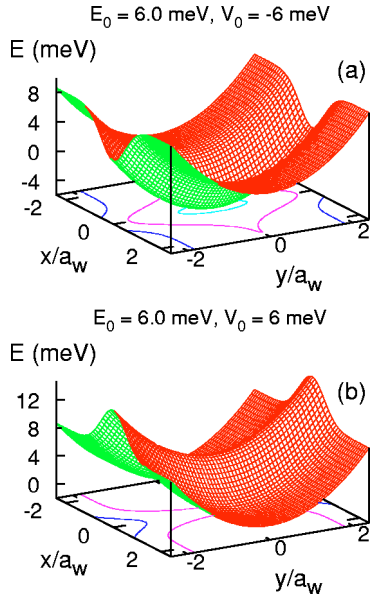 E₀ = 6.0 meV, V₀ = -6 meV
E (meV)
(a)
8
4
0
-4
-2
0
2
-2
0
2
x/a_w
y/a_w
E₀ = 6.0 meV, V₀ = 6 meV
E (meV)
(b)
12
8
4
0
-2
0
2
-2
0
2
x/a_w
y/a_w